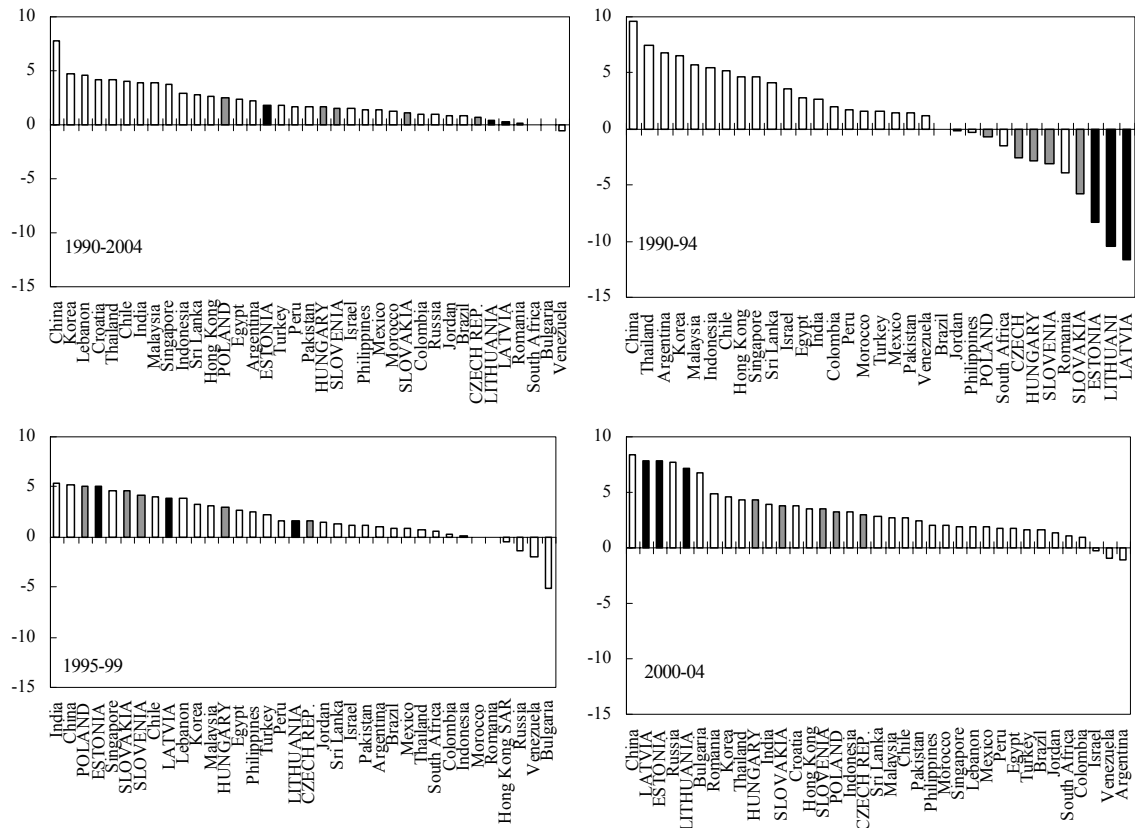 10
5
0
-5
-10
-15
1990-2004
China
Korea
Lebanon
Croatia
Thailand
Chile
India
Malaysia
Singapore
Indonesia
Sri Lanka
Hong Kong
POLAND
Egypt
Argentina
ESTONIA
Turkey
Peru
Pakistan
HUNGARY
SLOVENIA
Israel
Philippines
Mexico
Morocco
SLOVAKIA
Colombia
Russia
Jordan
Brazil
CZECH REP.
LITHUANIA
LATVIA
Romania
South Africa
Bulgaria
Venezuela
10
5
0
-5
-10
-15
1990-94
China
Thailand
Argentina
Korea
Malaysia
Indonesia
Chile
Hong Kong
Singapore
Sri Lanka
Israel
Egypt
India
Colombia
Peru
Morocco
Turkey
Mexico
Pakistan
Venezuela
Brazil
Jordan
Philippines
POLAND
South Africa
CZECH
HUNGARY
SLOVENIA
Romania
SLOVAKIA
ESTONIA
LITHUANI
LATVIA
10
5
0
-5
-10
-15
1995-99
India
China
POLAND
ESTONIA
Singapore
SLOVAKIA
SLOVENIA
Chile
LATVIA
Lebanon
Korea
Malaysia
HUNGARY
Egypt
Philippines
Turkey
Peru
LITHUANIA
CZECH REP.
Jordan
Sri Lanka
Israel
Pakistan
Argentina
Brazil
Mexico
Thailand
South Africa
Colombia
Indonesia
Morocco
Romania
Hong Kong SAR
Russia
Venezuela
Bulgaria
10
5
0
-5
-10
-15
2000-04
China
LATVIA
ESTONIA
Russia
LITHUANIA
Bulgaria
Romania
Korea
Thailand
HUNGARY
India
SLOVAKIA
Croatia
Hong Kong
SLOVENIA
POLAND
Indonesia
CZECH REP.
Sri Lanka
Malaysia
Chile
Pakistan
Philippines
Morocco
Singapore
Lebanon
Mexico
Peru
Egypt
Turkey
Brazil
Jordan
South Africa
Colombia
Israel
Venezuela
Argentina